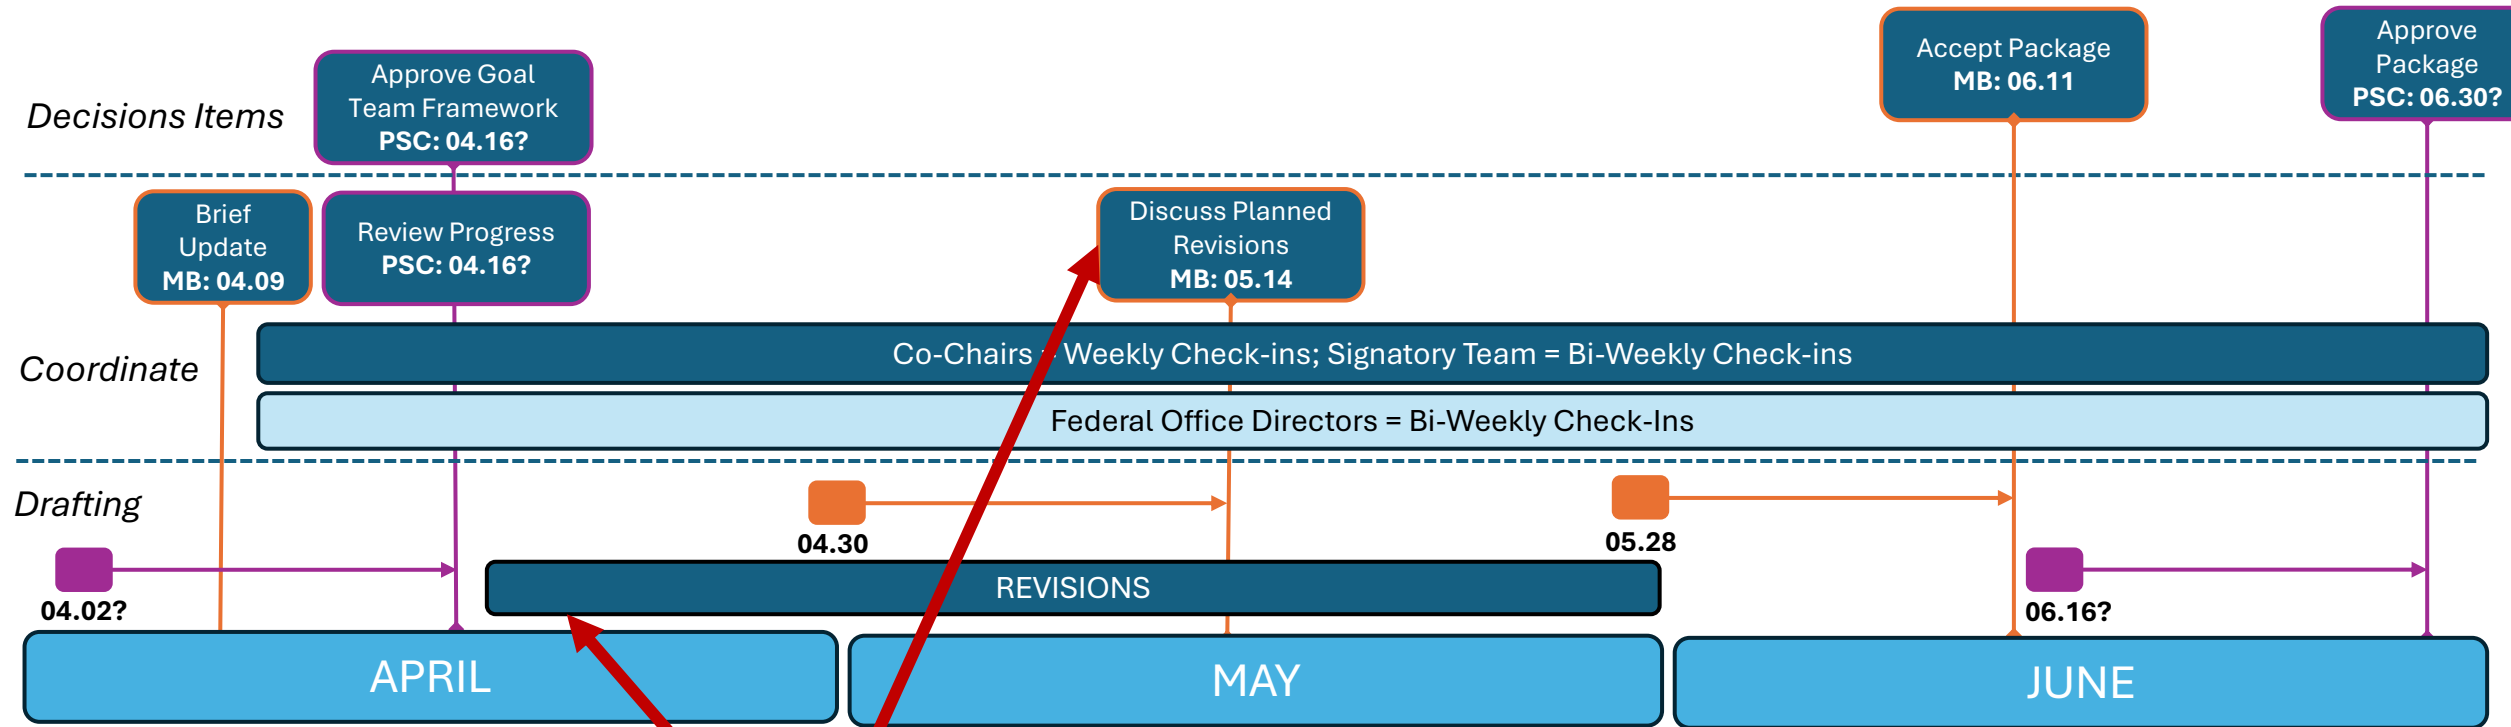 Decisions Items
Approve Goal
Team Framework
PSC: 04.16?
Accept Package
MB: 06.11
Approve
Package
PSC: 06.30?
Coordinate
Brief
Update
MB: 04.09
Review Progress
PSC: 04.16?
Discuss Planned
Revisions
MB: 05.14
Co-Chairs = Weekly Check-ins; Signatory Team = Bi-Weekly Check-ins
Federal Office Directors = Bi-Weekly Check-Ins
Drafting
04.02?
04.30
REVISIONS
05.28
06.16?
APRIL
MAY
JUNE